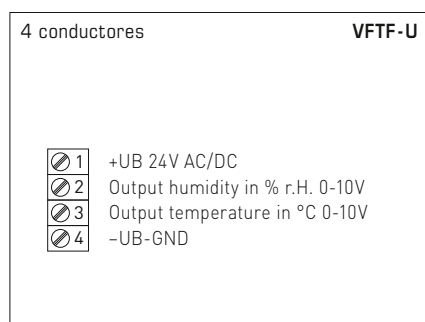 4 conductores VFTF-U
1 +UB 24V AC/DC
2 Output humidity in % r.H. 0-10V
3 Output temperature in °C 0-10V
4 –UB-GND